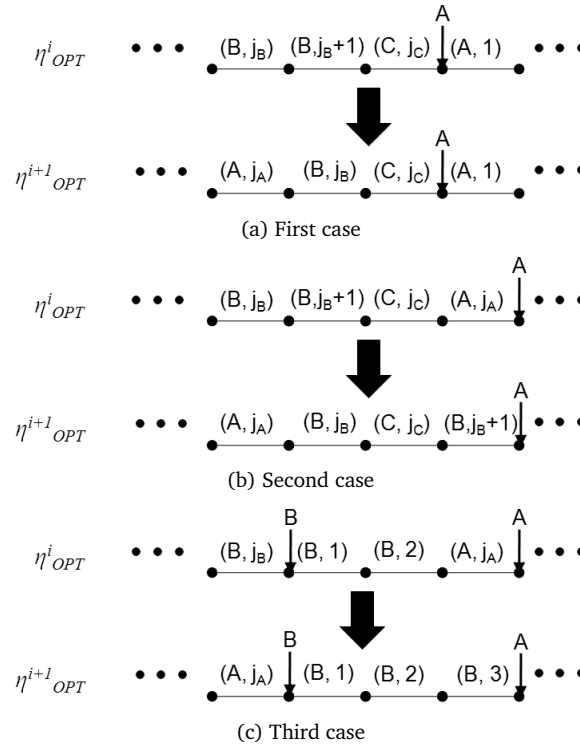 A
η^i_OPT • • • (B, j_B) (B,j_B+1) (C, j_C) (A, 1) • • •
A
η^{i+1}_OPT • • • (A, j_A) (B, j_B) (C, j_C) (A, 1) • • •
(a) First case
A
η^i_OPT • • • (B, j_B) (B,j_B+1) (C, j_C) (A, j_A) • • •
A
η^{i+1}_OPT • • • (A, j_A) (B, j_B) (C, j_C) (B,j_B+1) • • •
(b) Second case
B A
η^i_OPT • • • (B, j_B) (B, 1) (B, 2) (A, j_A) • • •
B A
η^{i+1}_OPT • • • (A, j_A) (B, 1) (B, 2) (B, 3) • • •
(c) Third case